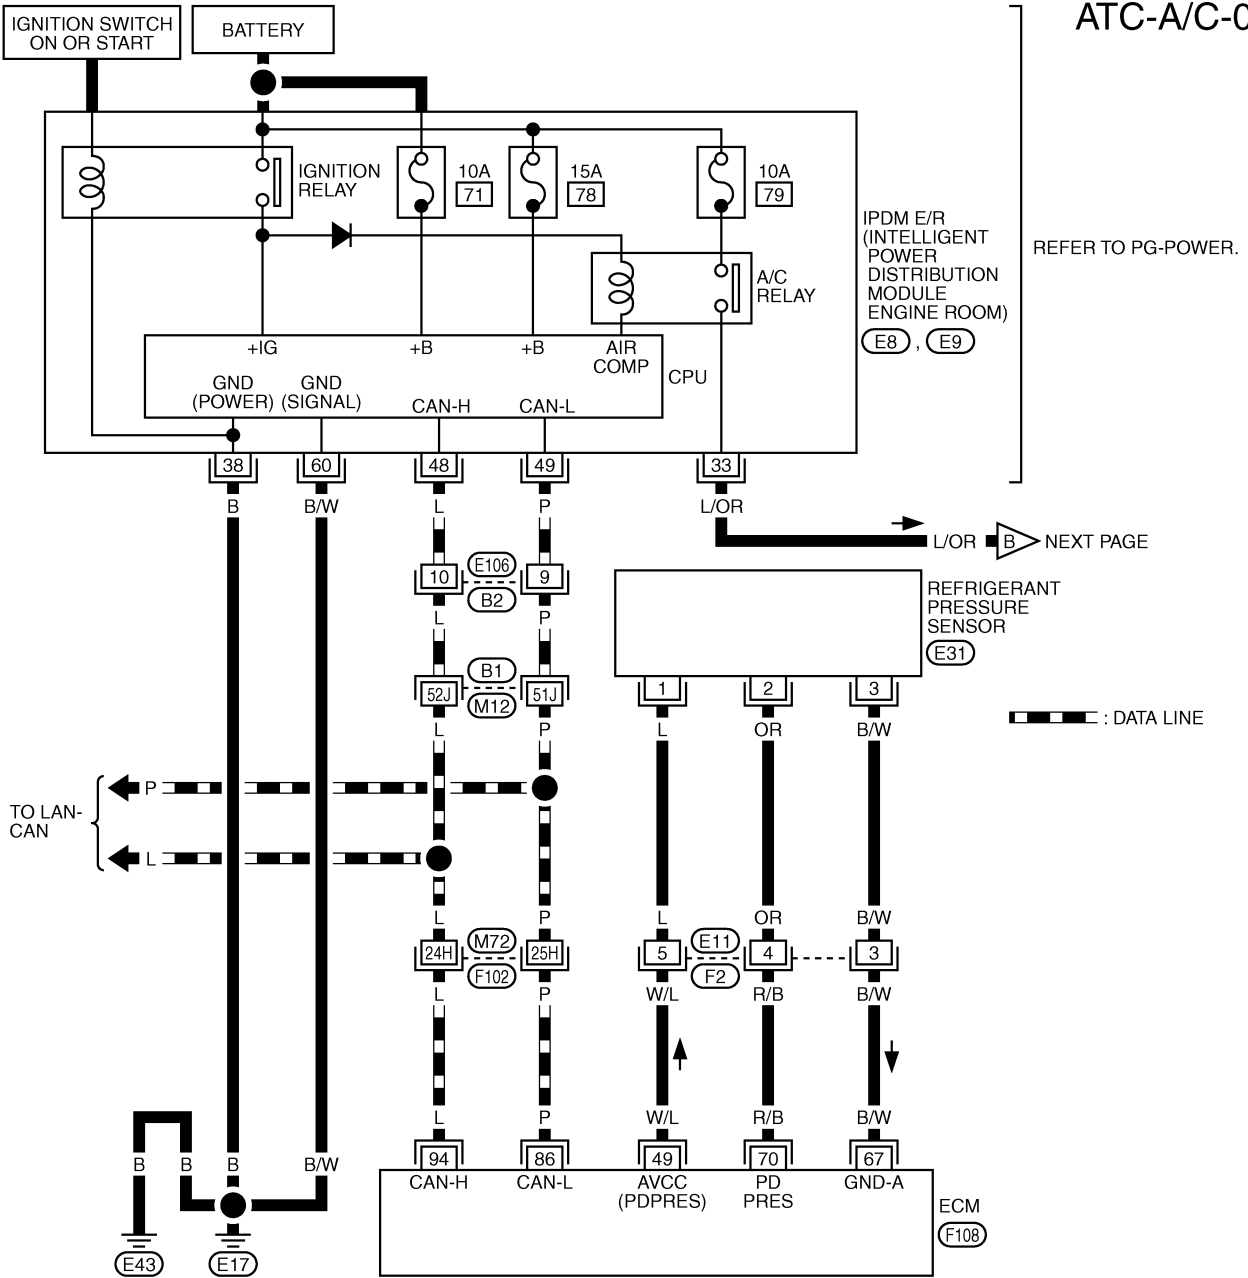 ATC-A/C-0
IGNITION SWITCH
ON OR START
BATTERY
IGNITION
RELAY
10A
71
15A
78
10A
79
IPDM E/R
(INTELLIGENT
POWER
DISTRIBUTION
MODULE
ENGINE ROOM)
E8 , E9
REFER TO PG-POWER.
A/C
RELAY
+IG
+B
+B
AIR
COMP
CPU
GND
(POWER)
GND
(SIGNAL)
CAN-H
CAN-L
38
60
48
49
33
B
B/W
L
P
L/OR
L/OR
B
NEXT PAGE
10
E106
9
B2
L
P
REFRIGERANT
PRESSURE
SENSOR
E31
52J
B1
51J
M12
1
2
3
L
P
L
OR
B/W
: DATA LINE
TO LAN-
CAN
P
L
L
P
L
OR
B/W
24H
M72
25H
F102
5
E11
4
3
F2
L
P
W/L
R/B
B/W
L
P
W/L
R/B
B/W
B
B
B
B/W
94
86
49
70
67
CAN-H
CAN-L
AVCC
(PDPRES)
PD
PRES
GND-A
ECM
F108
E43
E17